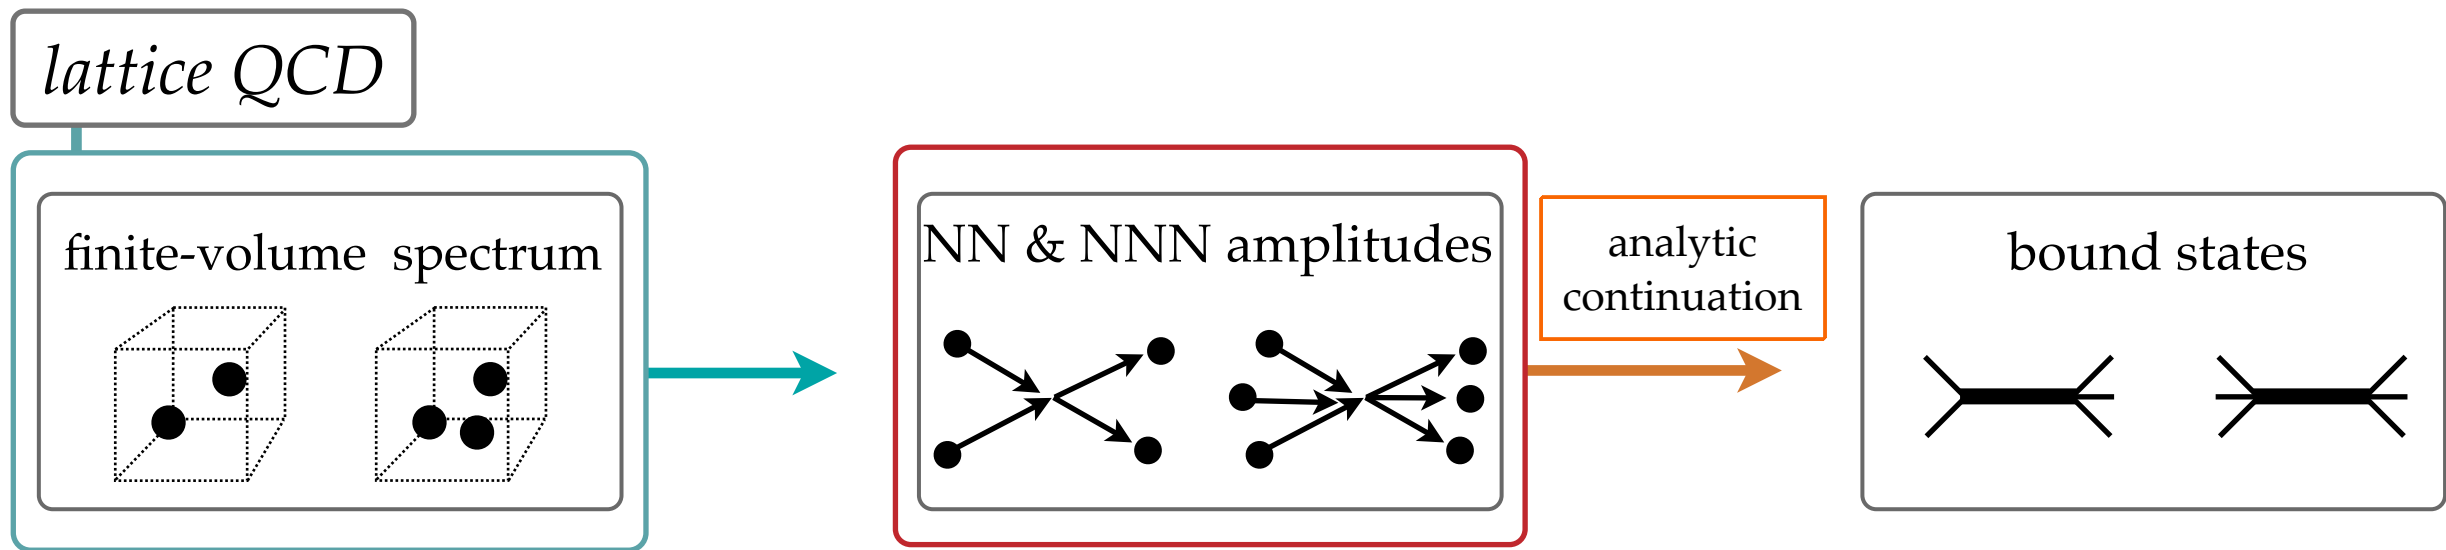 lattice QCD
finite-volume spectrum
NN & NNN amplitudes
analytic
continuation
bound states